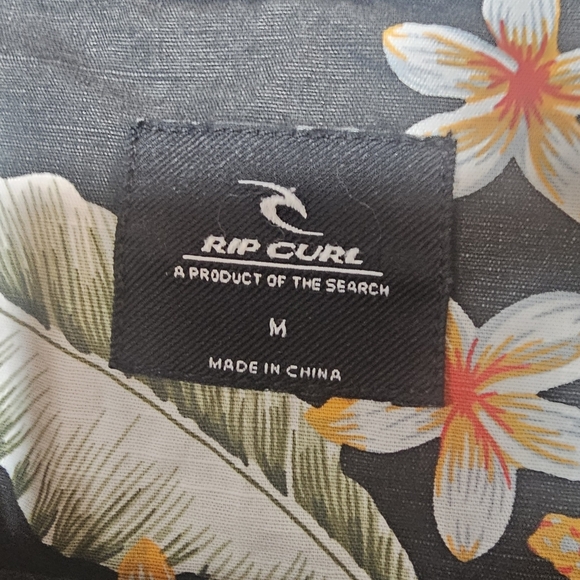 RIP CURL
A PRODUCT OF THE SEARCH
M
MADE IN CHINA